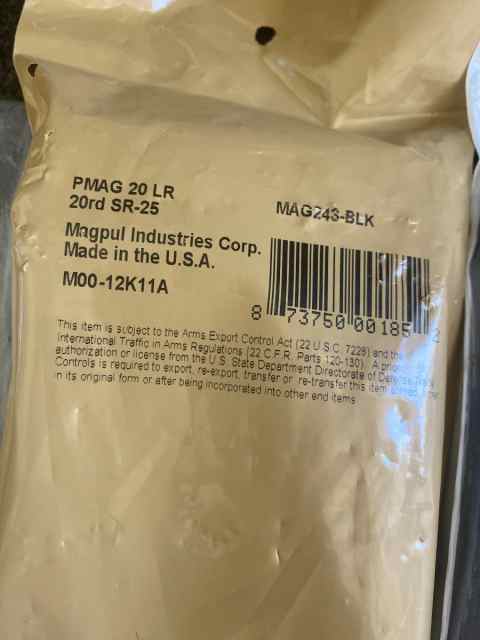 PMAG 20 LR
20rd SR-25
MAG243-BLK
Magpul Industries Corp.
Made in the U.S.A.
M00-12K11A
8 73750 00185 2
This item is subject to the Arms Export Control Act (22 U.S.C. 7228) and the
International Traffic in Arms Regulations (22 C.F.R. Parts 120-130). A prior
authorization or license from the U.S. State Department Directorate of Defense Trade
Controls is required to export, re-export, transfer or re-transfer this item
in its original form or after being incorporated into other end items